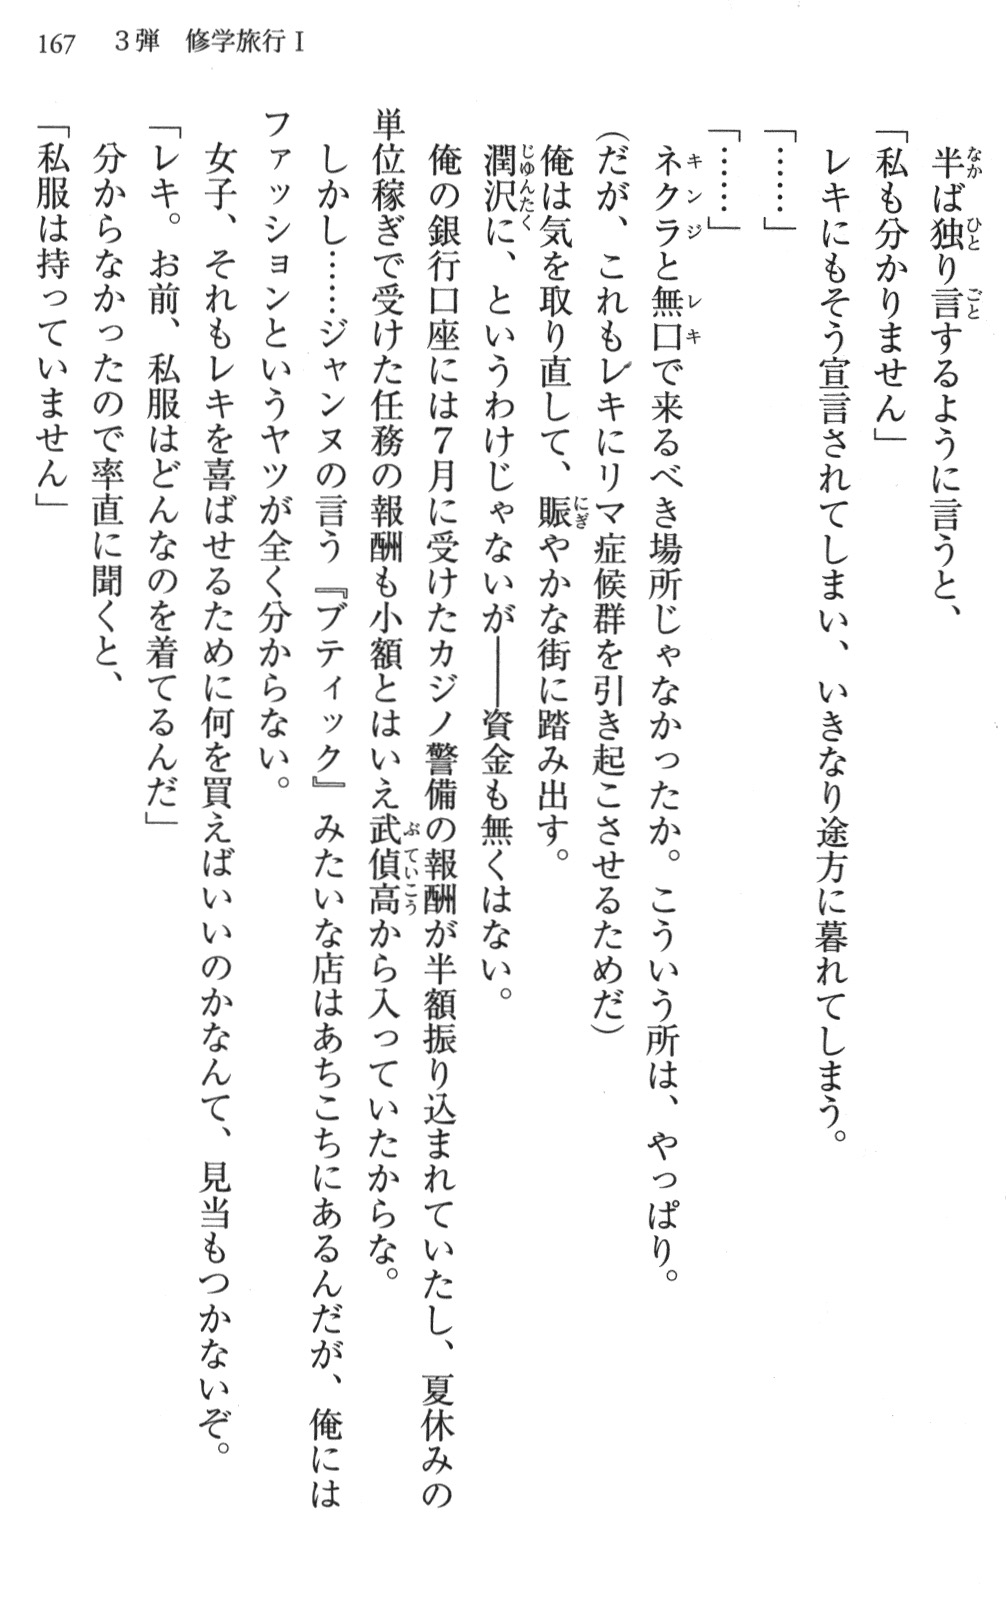 167　3弾　修学旅行Ⅰ
半ば独り言するように言うと、
「私も分かりません」
レキにもそう宣言されてしまい、いきなり途方に暮れてしまう。
「……」
「……」
ネクラと無口で来るべき場所じゃなかったか。こういう所は、やっぱり。
（だが、これもレキにリマ症候群を引き起こさせるためだ）
俺は気を取り直して、賑やかな街に踏み出す。
潤沢に、というわけじゃないが――資金も無くはない。
俺の銀行口座には7月に受けたカジノ警備の報酬が半額振り込まれていたし、夏休みの
単位稼ぎで受けた任務の報酬も小額とはいえ武偵高から入っていたからな。
しかし……ジャンヌの言う『ブティック』みたいな店はあちこちにあるんだが、俺には
ファッションというヤツが全く分からない。
女子、それもレキを喜ばせるために何を買えばいいのかなんて、見当もつかないぞ。
「レキ。お前、私服はどんなのを着てるんだ」
分からなかったので率直に聞くと、
「私服は持っていません」